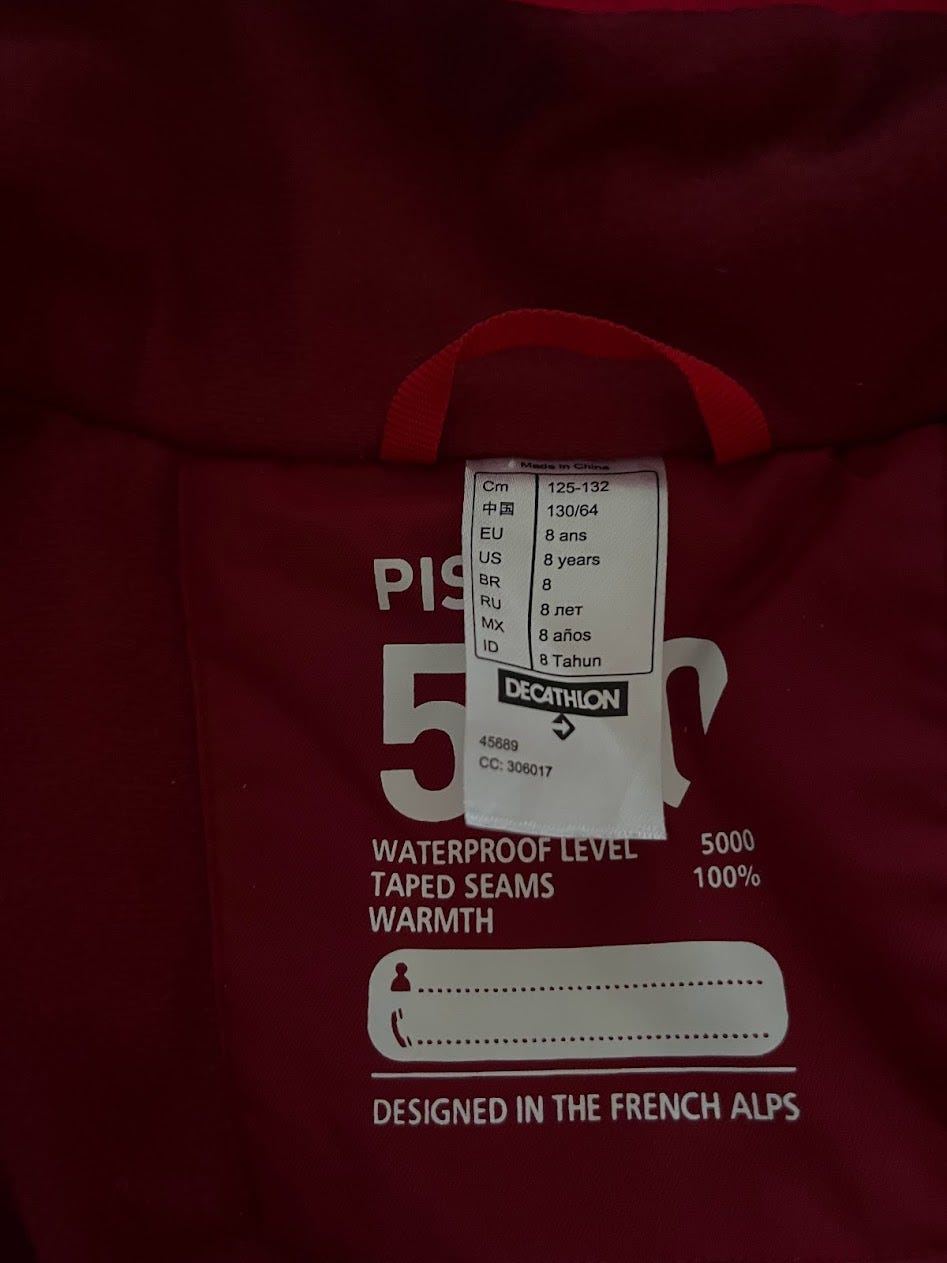 Made in China
Cm 125-132
中国 130/64
EU 8 ans
US 8 years
BR 8
RU 8 лет
MX 8 años
ID 8 Tahun
DECATHLON
45689
CC: 306017
WATERPROOF LEVEL 5000
TAPED SEAMS 100%
WARMTH
DESIGNED IN THE FRENCH ALPS